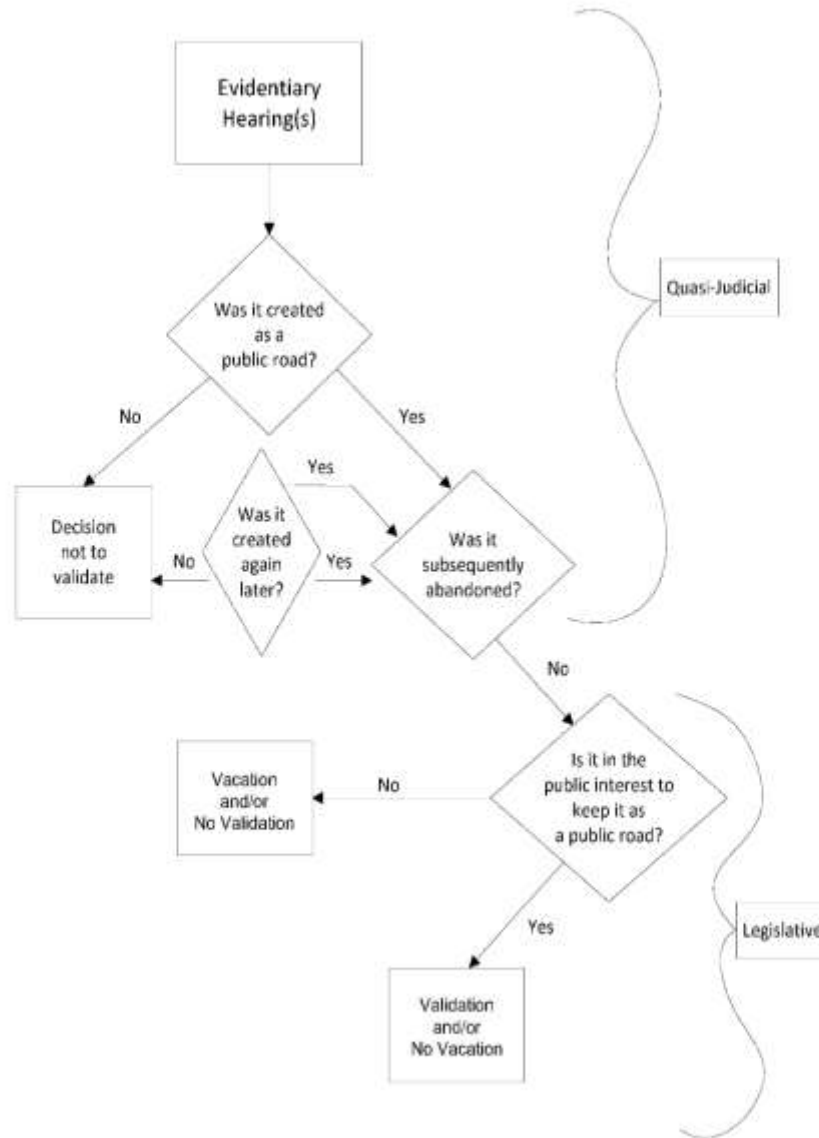 Evidentiary
Hearing(s)
Quasi-Judicial
Was it created
as a
public road?
No
Yes
Yes
Decision
not to
validate
No
Was it
created
again
later?
Yes
Was it
subsequently
abandoned?
No
Is it in the
public interest to
keep it as
a public road?
No
Vacation
and/or
No Validation
Yes
Legislative
Validation
and/or
No Vacation